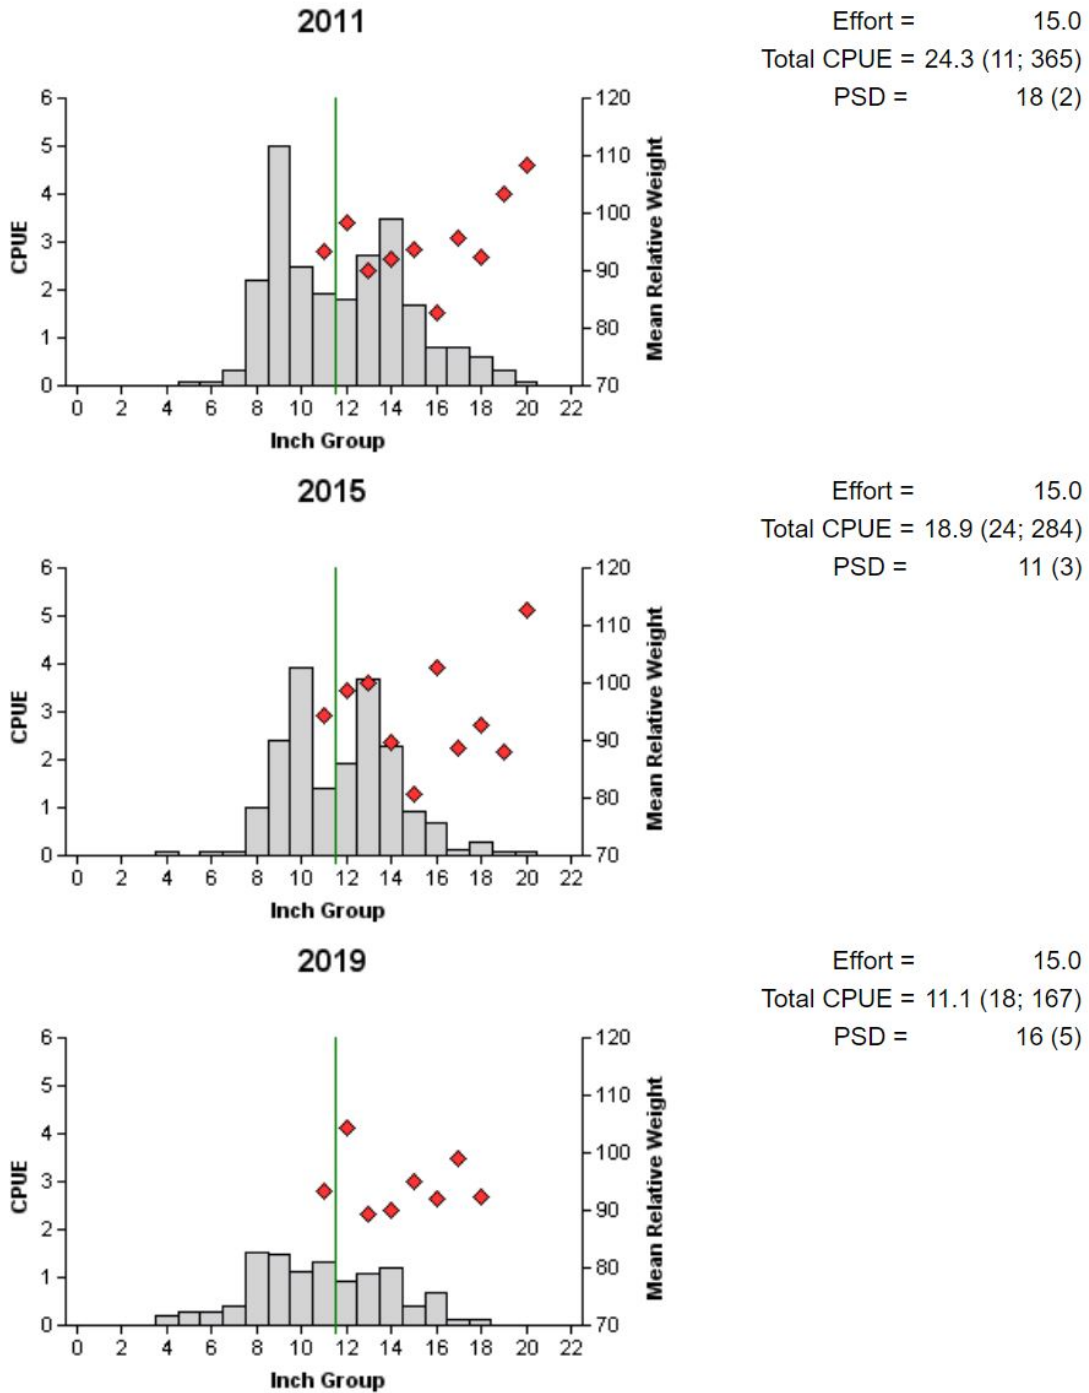 2011
Effort = 15.0
Total CPUE = 24.3 (11; 365)
PSD = 18 (2)
6
5
4
3
2
1
0
CPUE
120
110
100
90
80
70
Mean Relative Weight
0 2 4 6 8 10 12 14 16 18 20 22
Inch Group
2015
Effort = 15.0
Total CPUE = 18.9 (24; 284)
PSD = 11 (3)
6
5
4
3
2
1
0
CPUE
120
110
100
90
80
70
Mean Relative Weight
0 2 4 6 8 10 12 14 16 18 20 22
Inch Group
2019
Effort = 15.0
Total CPUE = 11.1 (18; 167)
PSD = 16 (5)
6
5
4
3
2
1
0
CPUE
120
110
100
90
80
70
Mean Relative Weight
0 2 4 6 8 10 12 14 16 18 20 22
Inch Group